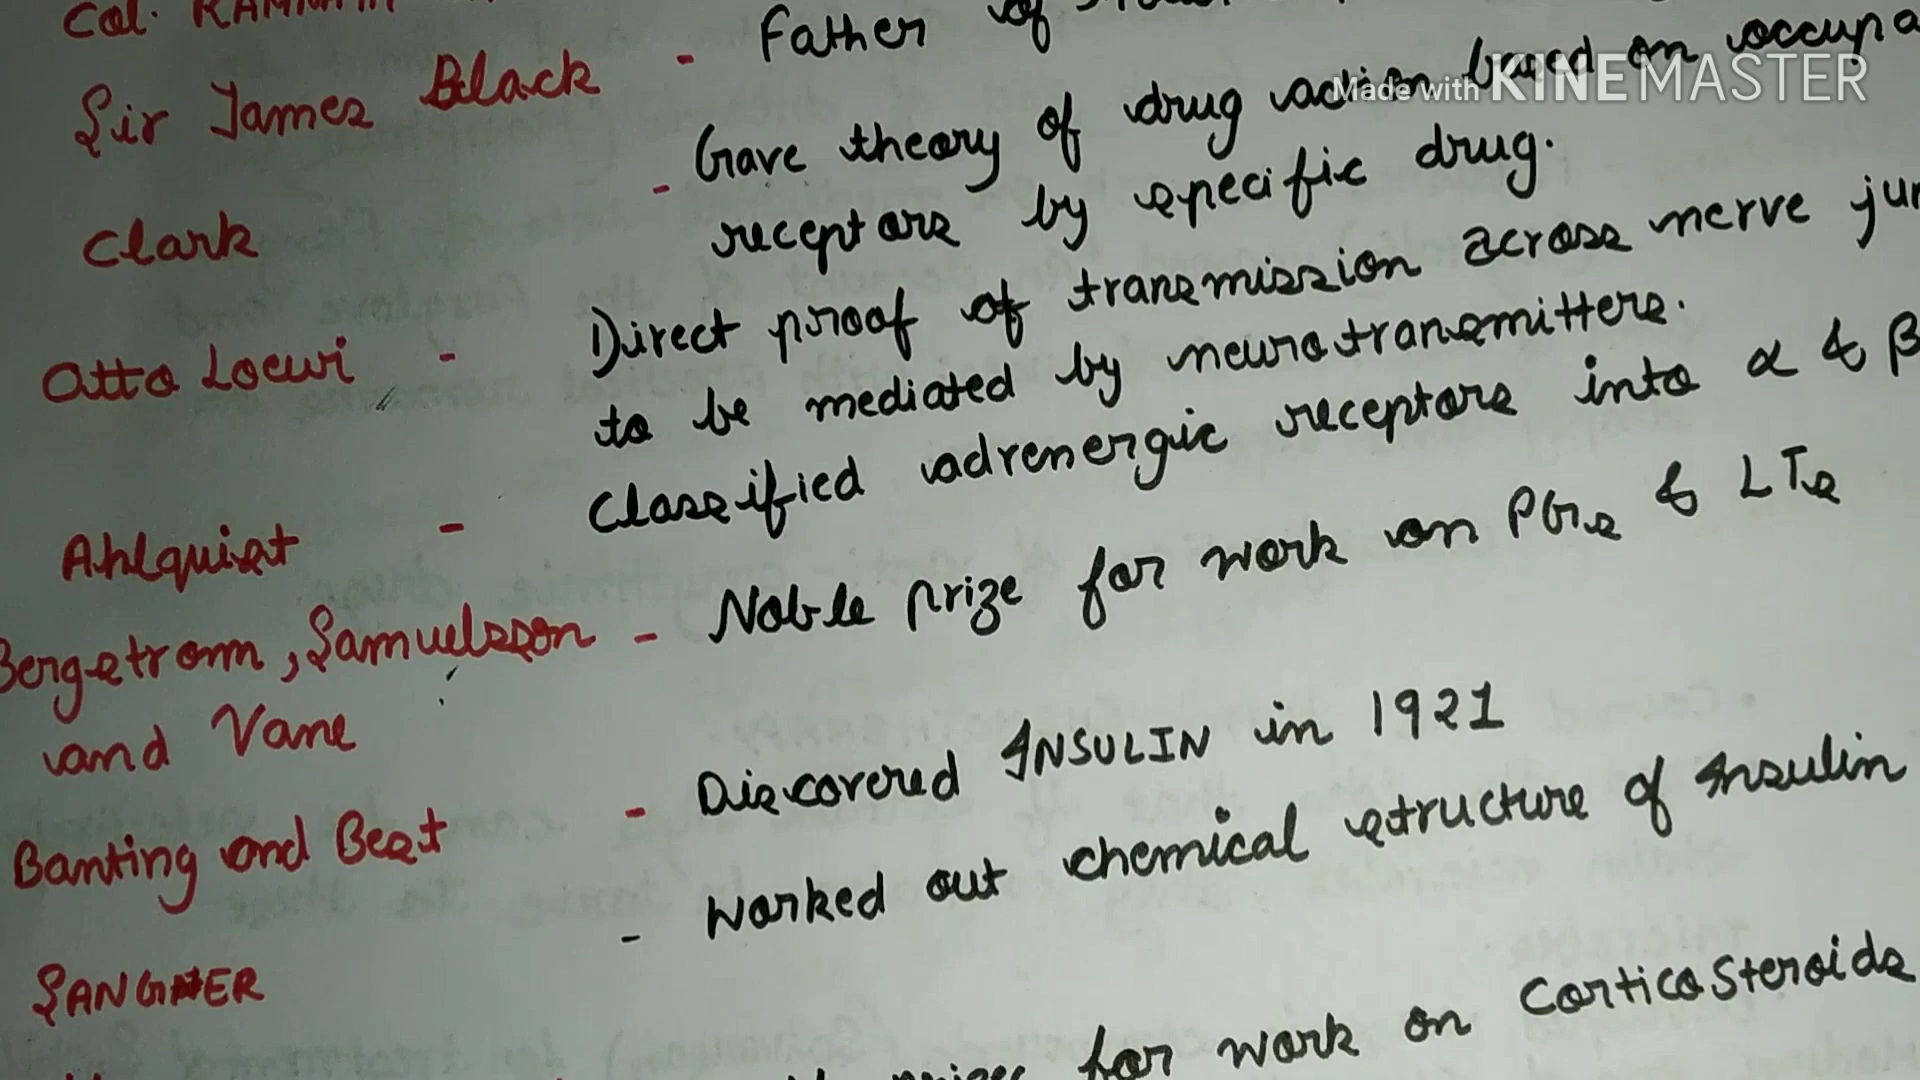 Col.
Sir James Black - Father of
Clark - Gave theory of drug action based on
receptors by specific drug.
Otto Loewi - Direct proof of transmission across nerve
to be mediated by neurotransmitters.
Ahlquist - Classified adrenergic receptors into α & β
Bergstrom, Samuelsson - Noble prize for work on PGs & LTs
and Vane
Banting and Best - Discovered INSULIN in 1921
SANGER - Worked out chemical structure of Insulin
for work on Corticosteroids
Made with KINEMASTER